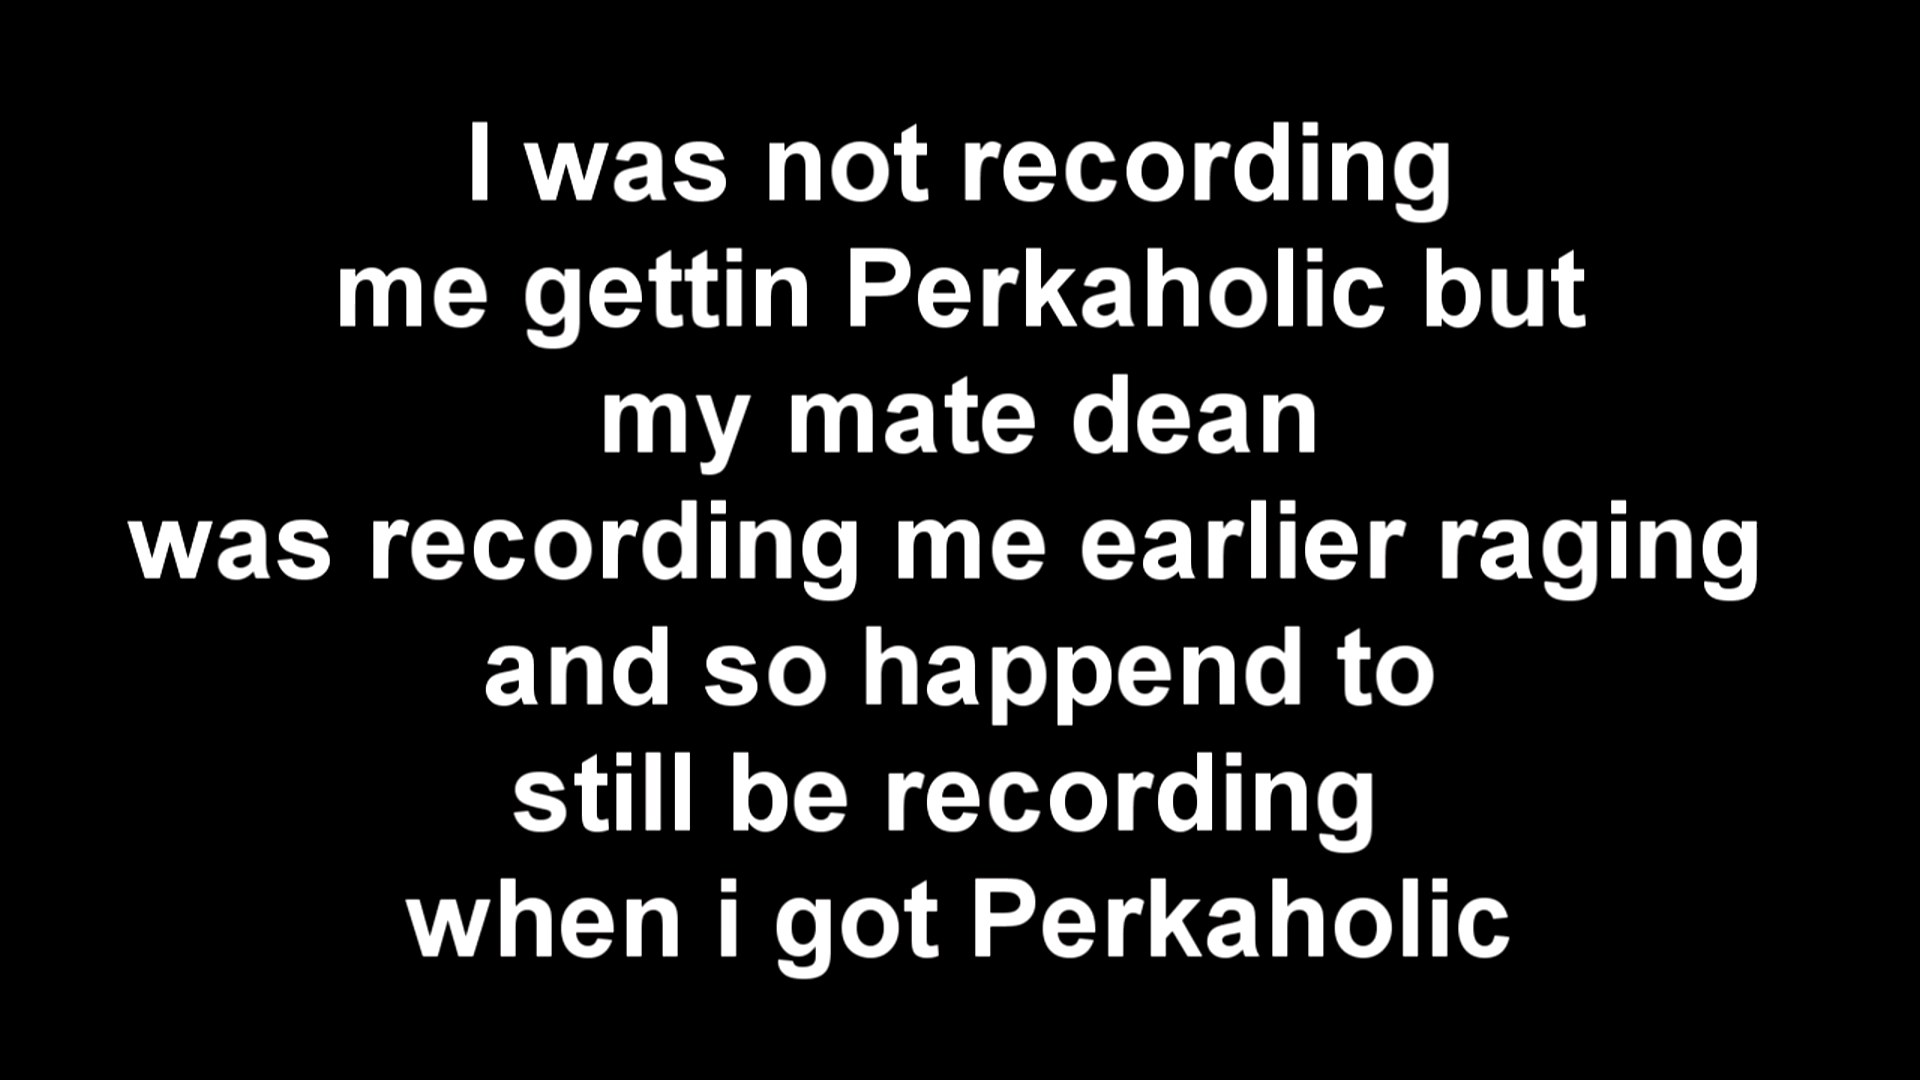 I was not recording
me gettin Perkaholic but
my mate dean
was recording me earlier raging
and so happend to
still be recording
when i got Perkaholic